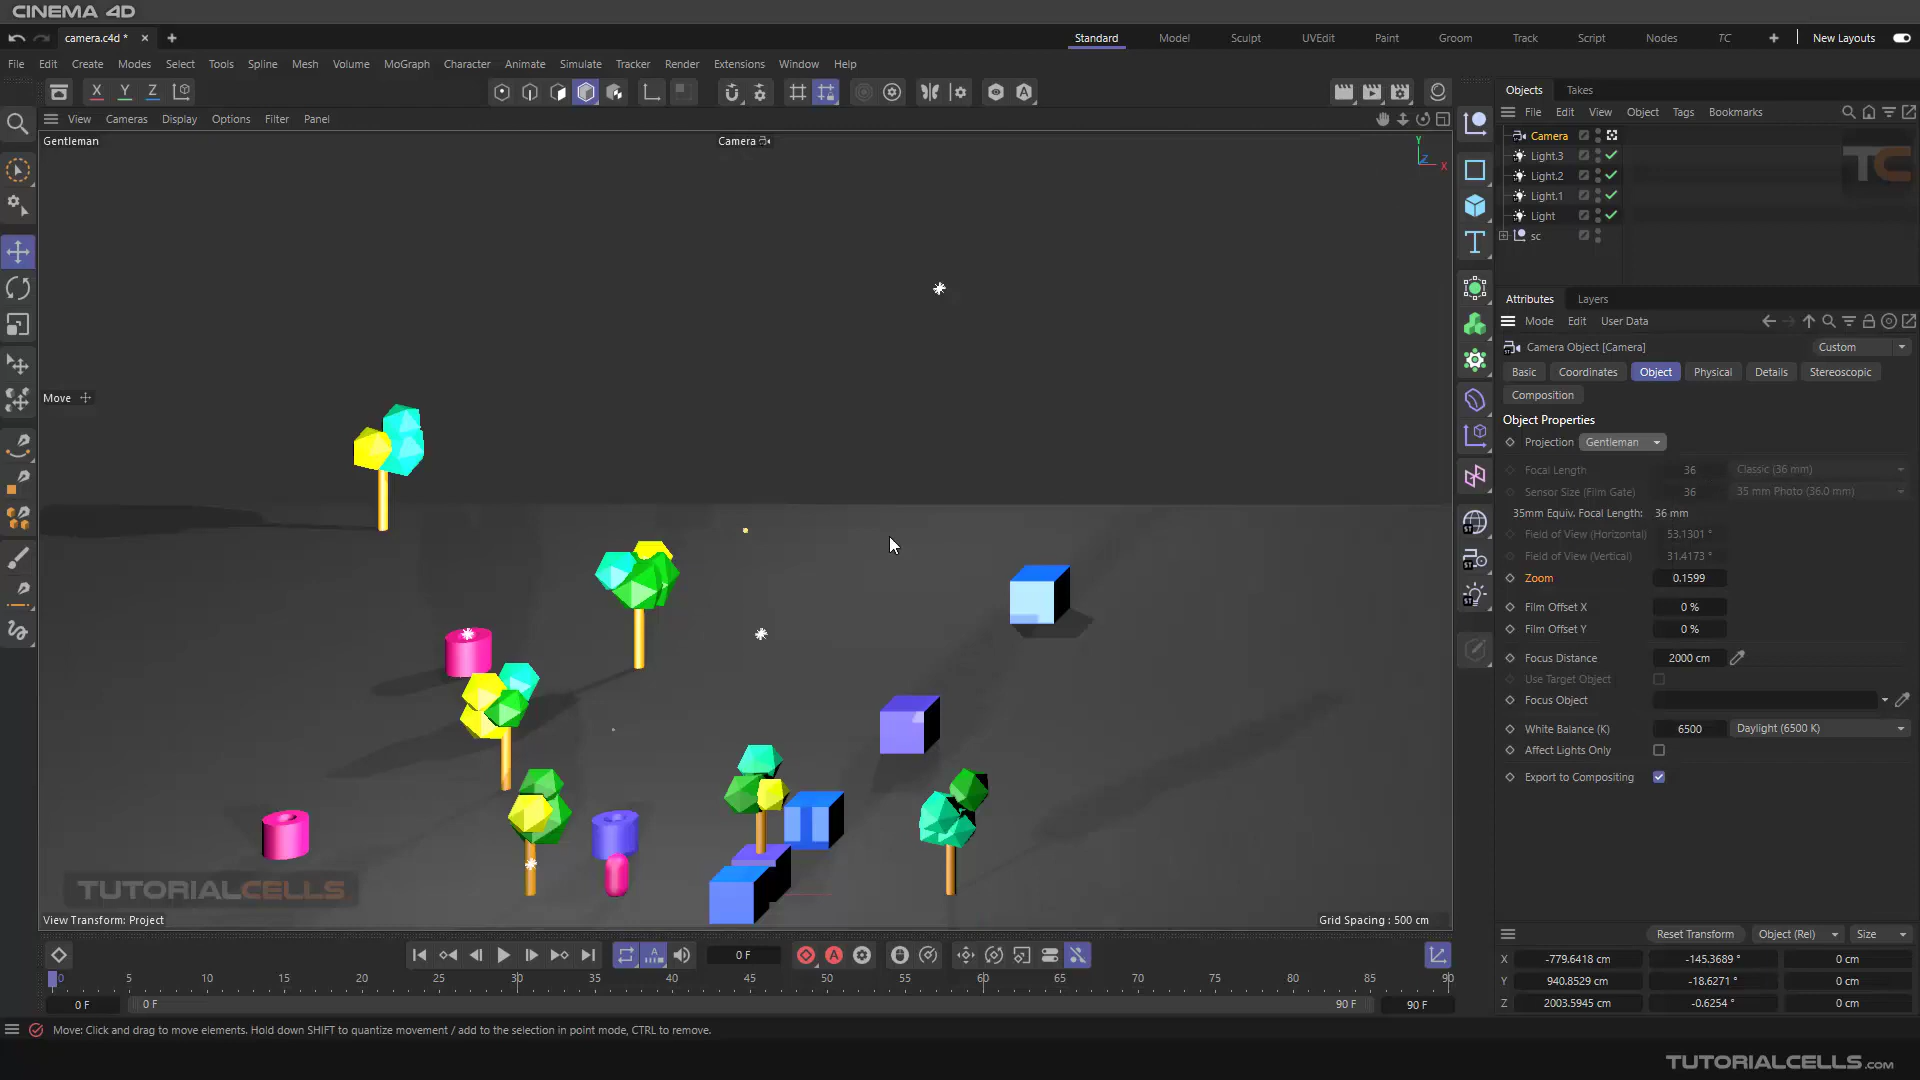 CINEMA 4D
camera.c4d * × +
Standard Model Sculpt UVEdit Paint Groom Track Script Nodes TC + New Layouts
File Edit Create Modes Select Tools Spline Mesh Volume MoGraph Character Animate Simulate Tracker Render Extensions Window Help
X Y Z
Objects Takes
View Cameras Display Options Filter Panel
File Edit View Object Tags Bookmarks
Gentleman
Camera
Y
Z
X
Camera
Light.3
Light.2
Light.1
Light
sc
TC
Attributes Layers
Mode Edit User Data
Camera Object [Camera] Custom
Basic Coordinates Object Physical Details Stereoscopic
Composition
Move
Object Properties
Projection Gentleman
Focal Length 36 Classic (36 mm)
Sensor Size (Film Gate) 36 35 mm Photo (36.0 mm)
35mm Equiv. Focal Length: 36 mm
Field of View (Horizontal) 53.1301 °
Field of View (Vertical) 31.4173 °
Zoom 0.1599
Film Offset X 0 %
Film Offset Y 0 %
Focus Distance 2000 cm
Use Target Object
Focus Object
White Balance (K) 6500 Daylight (6500 K)
Affect Lights Only
Export to Compositing
TUTORIALCELLS
View Transform: Project
Grid Spacing : 500 cm
0 F
Reset Transform Object (Rel) Size
X -779.6418 cm -145.3689 ° 0 cm
Y 940.8529 cm -18.6271 ° 0 cm
Z 2003.5945 cm -0.6254 ° 0 cm
0 5 10 15 20 25 30 35 40 45 50 55 60 65 70 75 80 85 90
0 F 0 F 90 F 90 F
Move: Click and drag to move elements. Hold down SHIFT to quantize movement / add to the selection in point mode, CTRL to remove.
TUTORIALCELLS.com